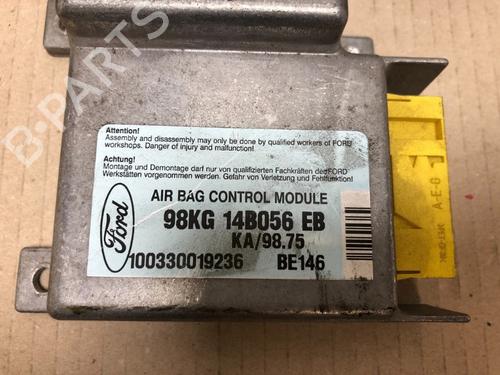 B-PARTS
Attention!
Assembly and disassembly may only be done by qualified workers of FORD
workshops. Danger of injury and malfunction!
Achtung!
Montage und Demontage darf nur von qualifizierten Fachkräften des FORD
Werkstätten vorgenommen werden. Gefahr von Verletzung und Fehlfunktion!
AIR BAG CONTROL MODULE
Ford
98KG 14B056 EB
KA/98.75
100330019236 BE146
A-E-G